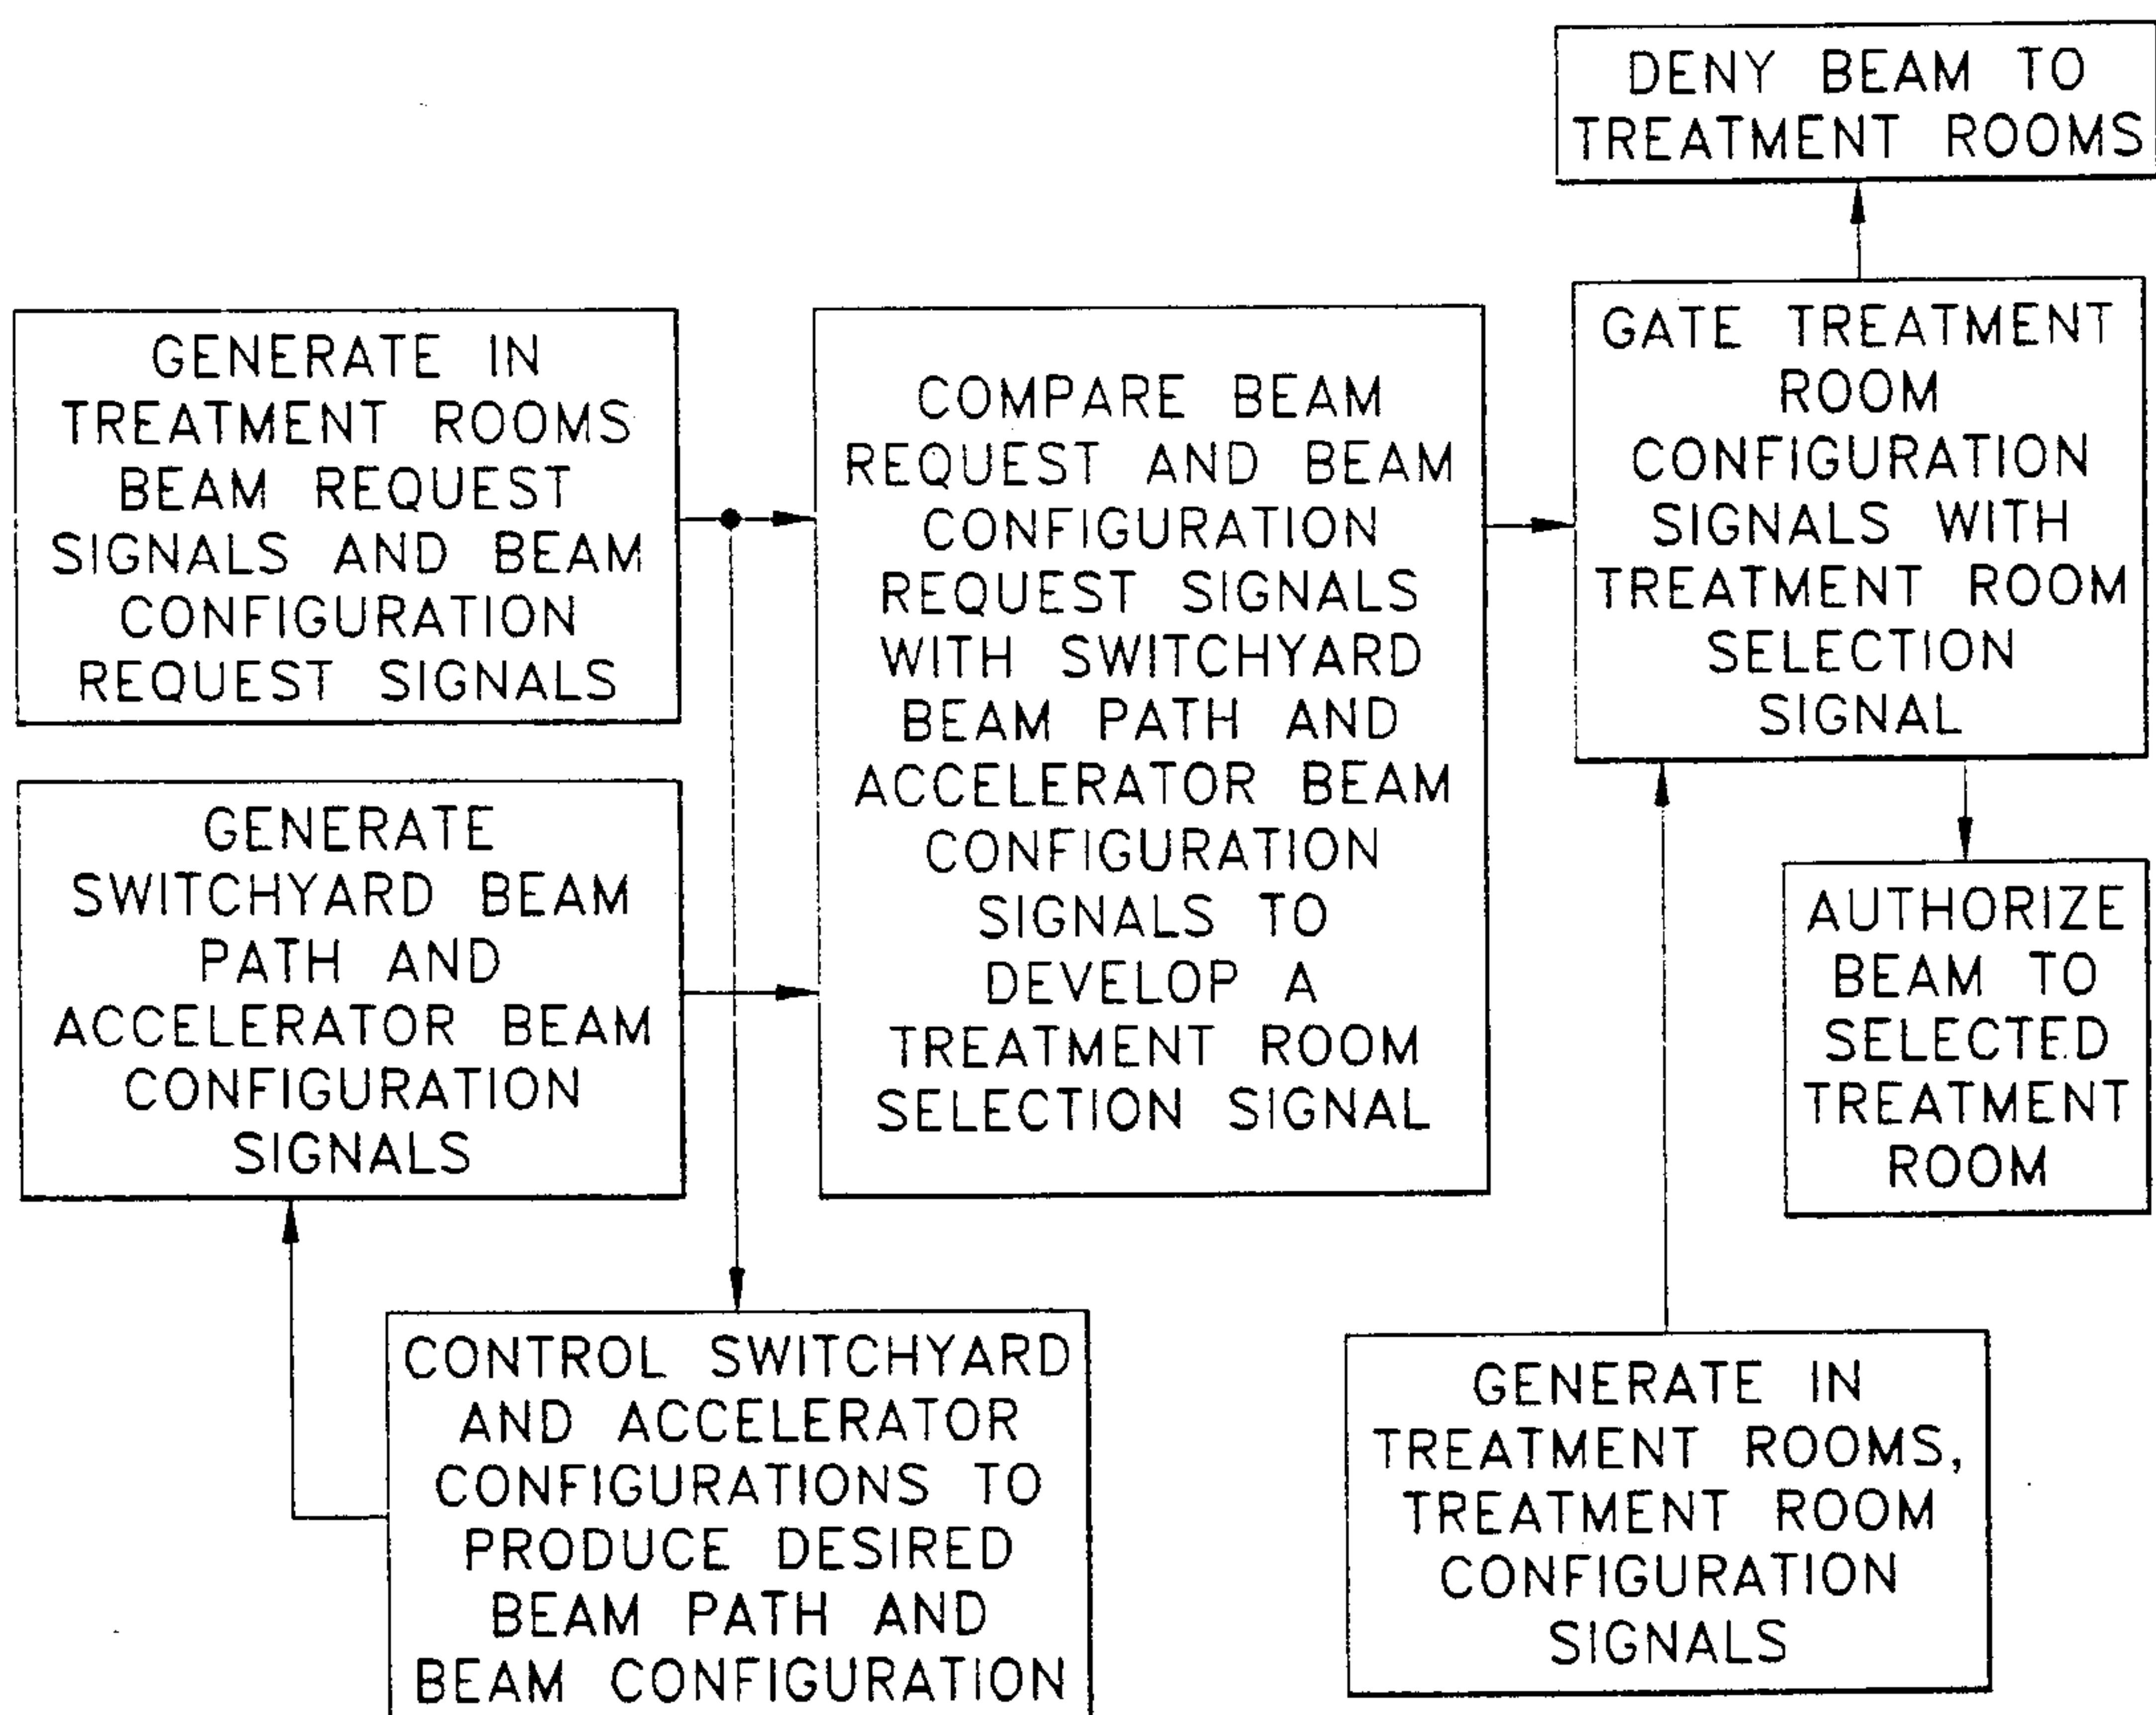 DENY BEAM TO
TREATMENT ROOMS
GENERATE IN
TREATMENT ROOMS
BEAM REQUEST
SIGNALS AND BEAM
CONFIGURATION
REQUEST SIGNALS
COMPARE BEAM
REQUEST AND BEAM
CONFIGURATION
REQUEST SIGNALS
WITH SWITCHYARD
BEAM PATH AND
ACCELERATOR BEAM
CONFIGURATION
SIGNALS TO
DEVELOP A
TREATMENT ROOM
SELECTION SIGNAL
GATE TREATMENT
ROOM
CONFIGURATION
SIGNALS WITH
TREATMENT ROOM
SELECTION
SIGNAL
GENERATE
SWITCHYARD BEAM
PATH AND
ACCELERATOR BEAM
CONFIGURATION
SIGNALS
AUTHORIZE
BEAM TO
SELECTED
TREATMENT
ROOM
CONTROL SWITCHYARD
AND ACCELERATOR
CONFIGURATIONS TO
PRODUCE DESIRED
BEAM PATH AND
BEAM CONFIGURATION
GENERATE IN
TREATMENT ROOMS,
TREATMENT ROOM
CONFIGURATION
SIGNALS